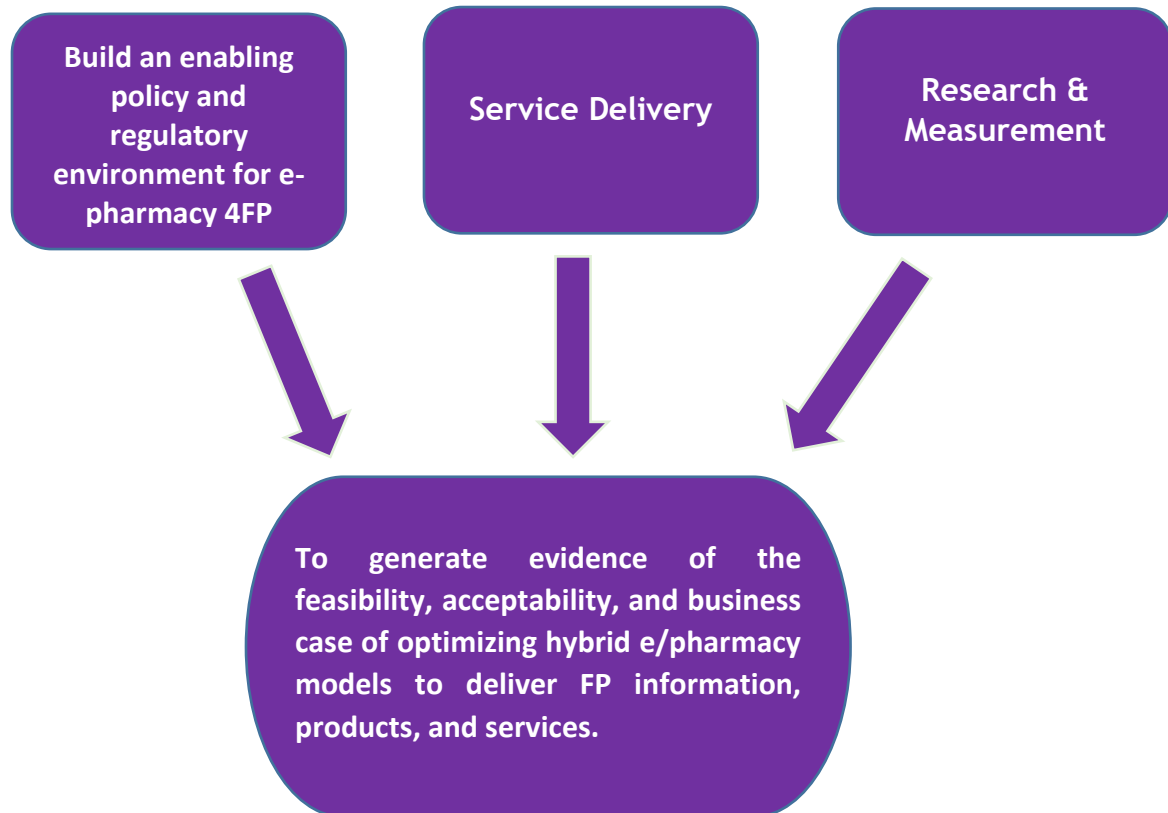 Build an enabling
policy and
regulatory
environment for e-
pharmacy 4FP
Service Delivery
Research &
Measurement
To generate evidence of the
feasibility, acceptability, and business
case of optimizing hybrid e/pharmacy
models to deliver FP information,
products, and services.